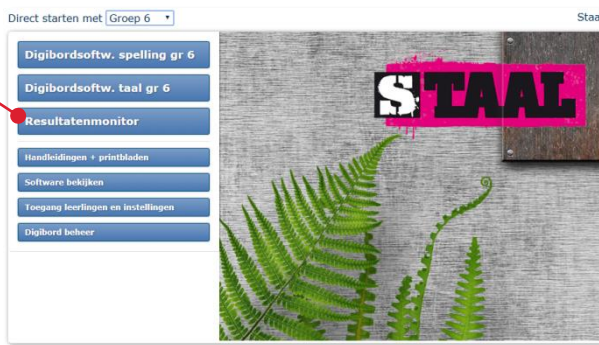 Direct starten met Groep 6
Staa
Digibordsoftw. spelling gr 6
Digibordsoftw. taal gr 6
Resultatenmonitor
Handleidingen + printbladen
Software bekijken
Toegang leerlingen en instellingen
Digibord beheer
STAAL